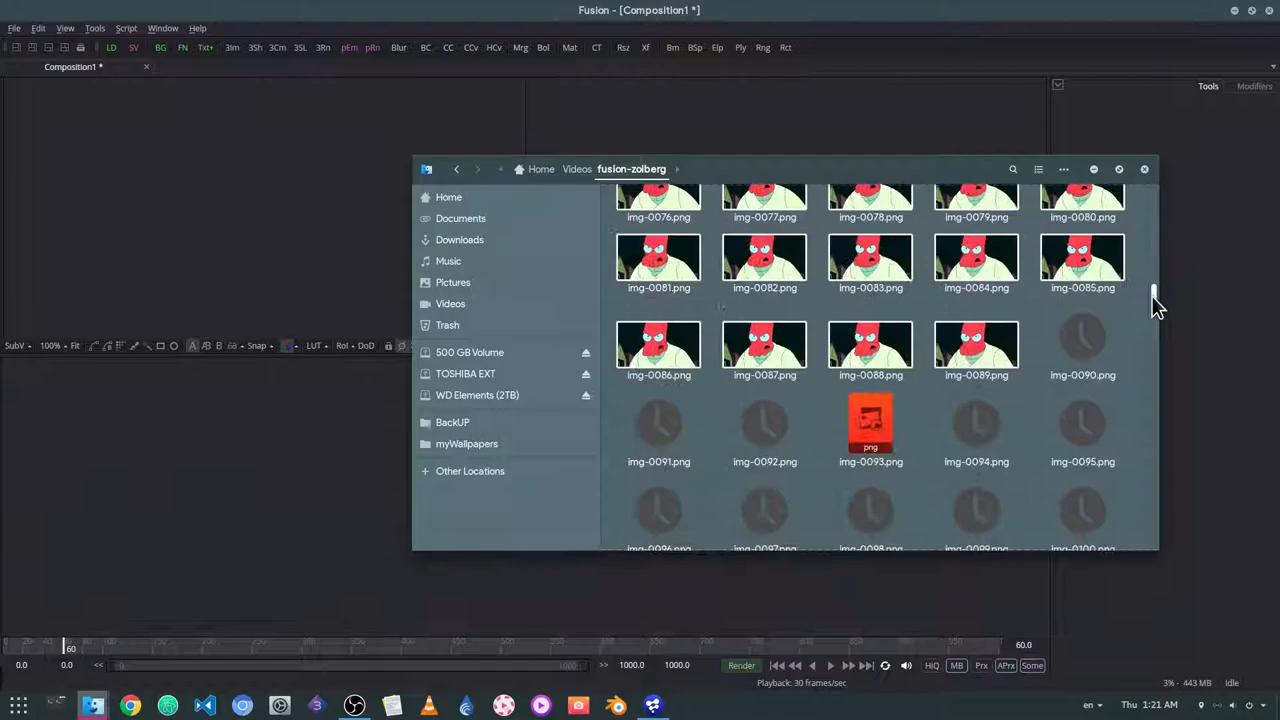 Fusion - [Composition1 *]
File Edit View Tools Script Window Help
LD SV BG FN Txt+ 3Im 3Sh 3Cm 3SL 3Rn pEm pRn Blur BC CC CCv HCv Mrg Bol Mat CT Rsz Xf Bm BSp Elp Ply Rng Rct
Composition1 *
Tools Modifiers
Home Videos fusion-zolberg
Home
Documents
Downloads
Music
Pictures
Videos
Trash
500 GB Volume
TOSHIBA EXT
WD Elements (2TB)
BackUP
myWallpapers
Other Locations
img-0076.png img-0077.png img-0078.png img-0079.png img-0080.png
img-0081.png img-0082.png img-0083.png img-0084.png img-0085.png
img-0086.png img-0087.png img-0088.png img-0089.png img-0090.png
png
img-0091.png img-0092.png img-0093.png img-0094.png img-0095.png
img-0096.png img-0097.png img-0098.png img-0099.png img-0100.png
SubV 100% Fit Snap LUT RoI DoD
60 60.0
0.0 0.0 << 0 1000 >> 1000.0 1000.0 Render HiQ MB Prx APrx Some
Playback: 30 frames/sec 3% - 443 MB Idle
en Thu 1:21 AM